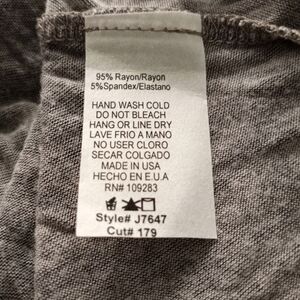 95% Rayon/Rayon
5%Spandex/Elastano
HAND WASH COLD
DO NOT BLEACH
HANG OR LINE DRY
LAVE FRIO A MANO
NO USER CLORO
SECAR COLGADO
MADE IN USA
HECHO EN E.U.A
RN# 109283
Style# J7647
Cut# 179